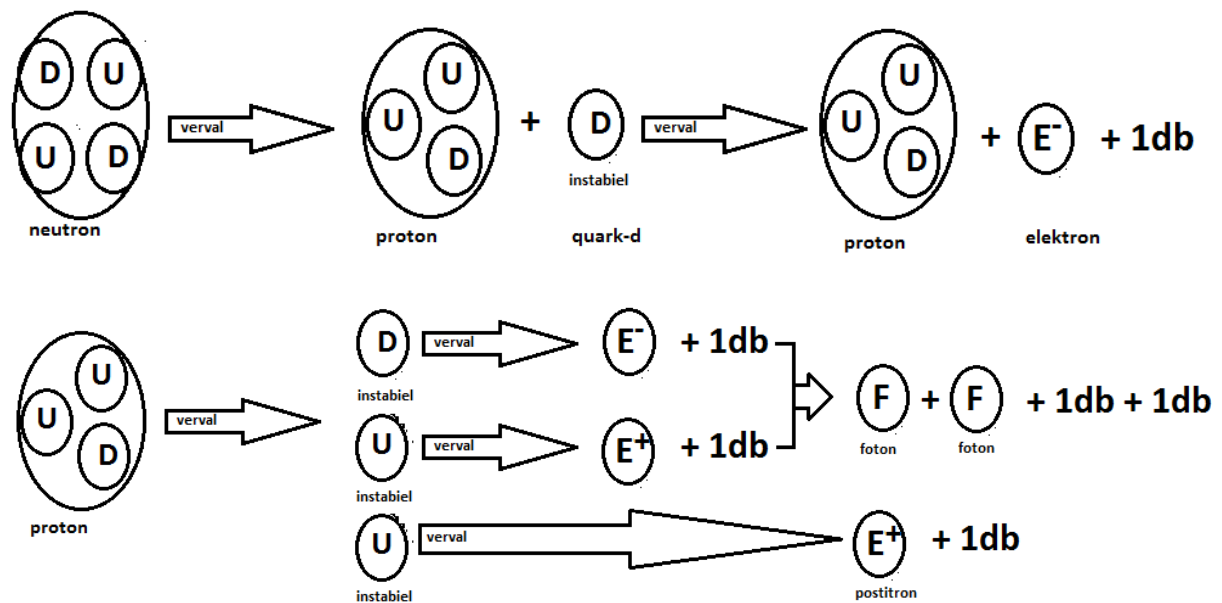 D U
U D
neutron
verval
U
U
D
proton
+
D
instabiel
quark-d
verval
U
U
D
proton
+ E⁻ + 1db
elektron
U
U
D
proton
verval
D
instabiel
verval
E⁻ + 1db
U
instabiel
verval
E⁺ + 1db
F + F + 1db + 1db
foton foton
U
instabiel
verval
E⁺ + 1db
postitron